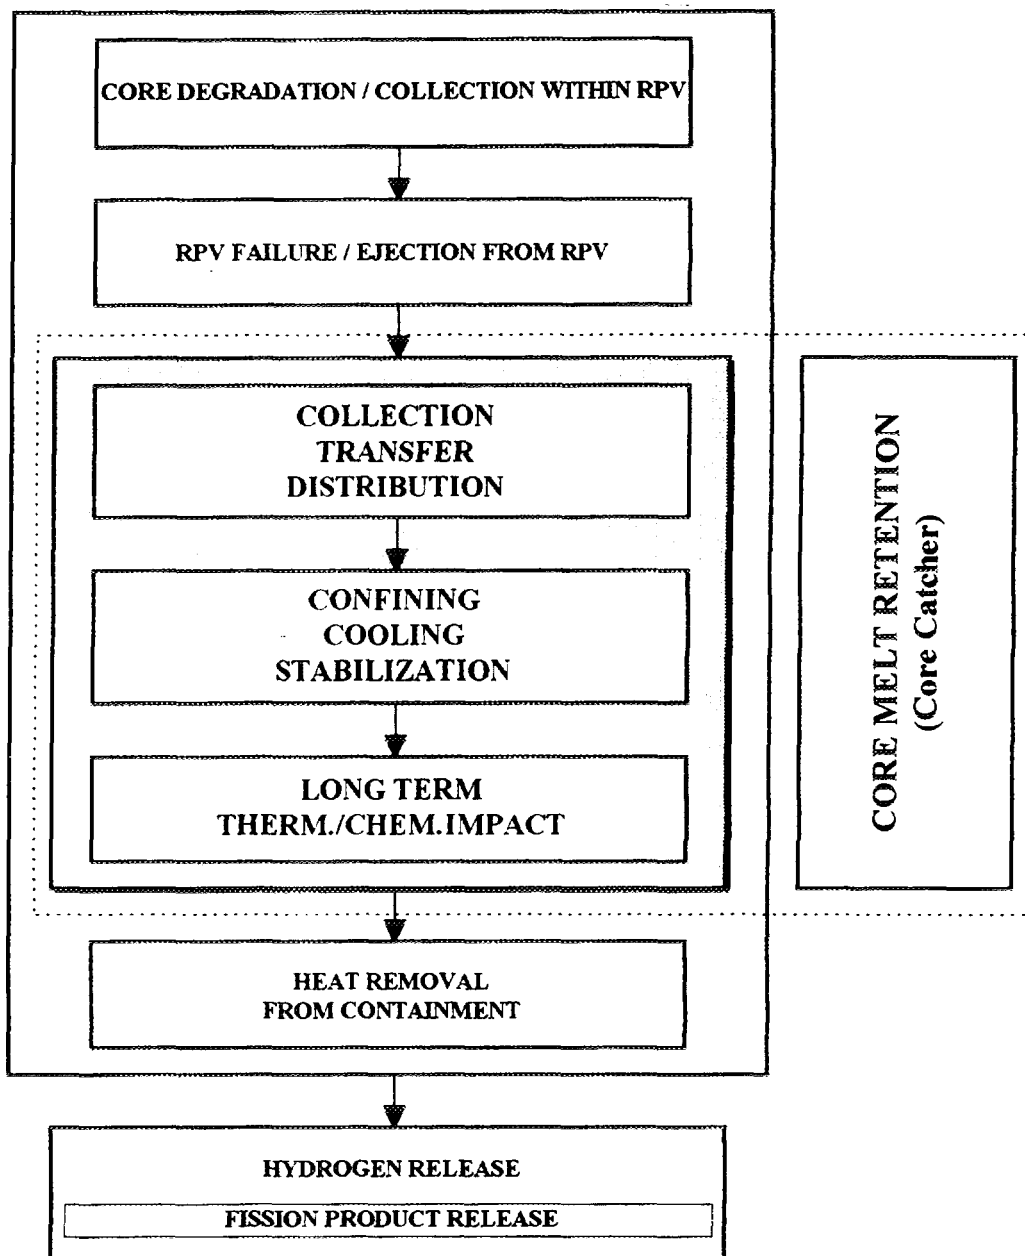 CORE DEGRADATION / COLLECTION WITHIN RPV
RPV FAILURE / EJECTION FROM RPV
COLLECTION
TRANSFER
DISTRIBUTION
CONFINING
COOLING
STABILIZATION
LONG TERM
THERM./CHEM.IMPACT
CORE MELT RETENTION
(Core Catcher)
HEAT REMOVAL
FROM CONTAINMENT
HYDROGEN RELEASE
FISSION PRODUCT RELEASE